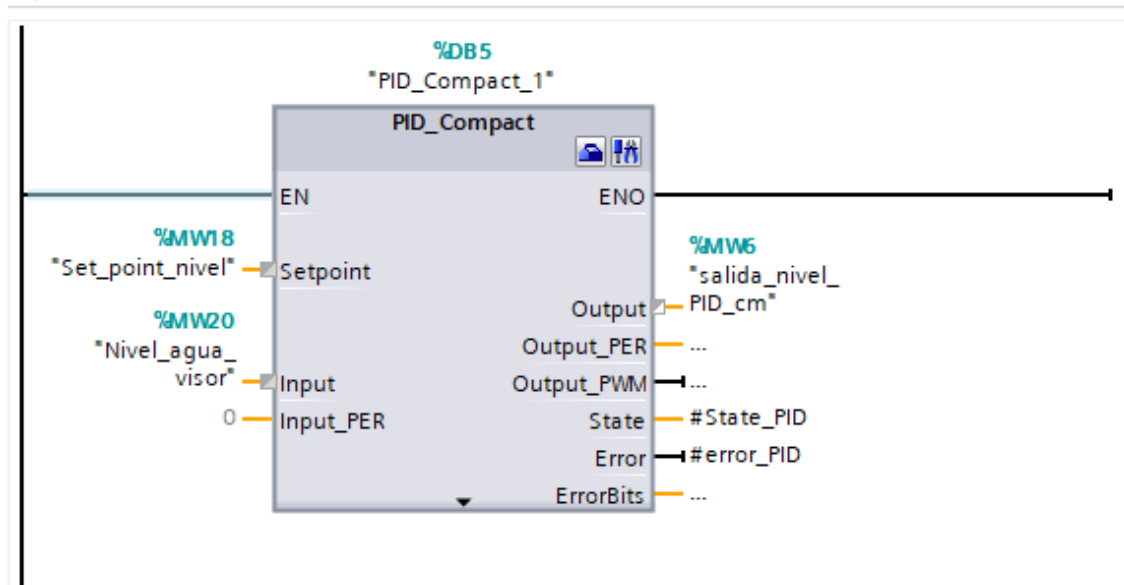 %DB5
"PID_Compact_1"
PID_Compact
EN
ENO
%MW18
"Set_point_nivel"
Setpoint
%MW6
"salida_nivel_
PID_cm"
Output
%MW20
"Nivel_agua_
visor"
Input
Input_PER
0
Output_PER
...
Output_PWM
...
State
#State_PID
Error
#error_PID
ErrorBits
...